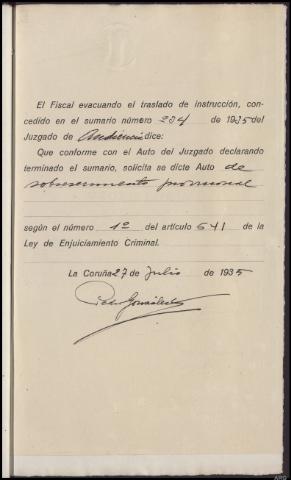 El Fiscal evacuando el traslado de instrucción, con-
cedido en el sumario número 204 de 1935 del
Juzgado de Audiencia dice:
Que conforme con el Auto del Juzgado declarando
terminado el sumario, solicita se dicte Auto de
sobreseimiento provisional
según el número 1º del artículo 641 de la
Ley de Enjuiciamiento Criminal.
La Coruña 27 de Julio de 1935